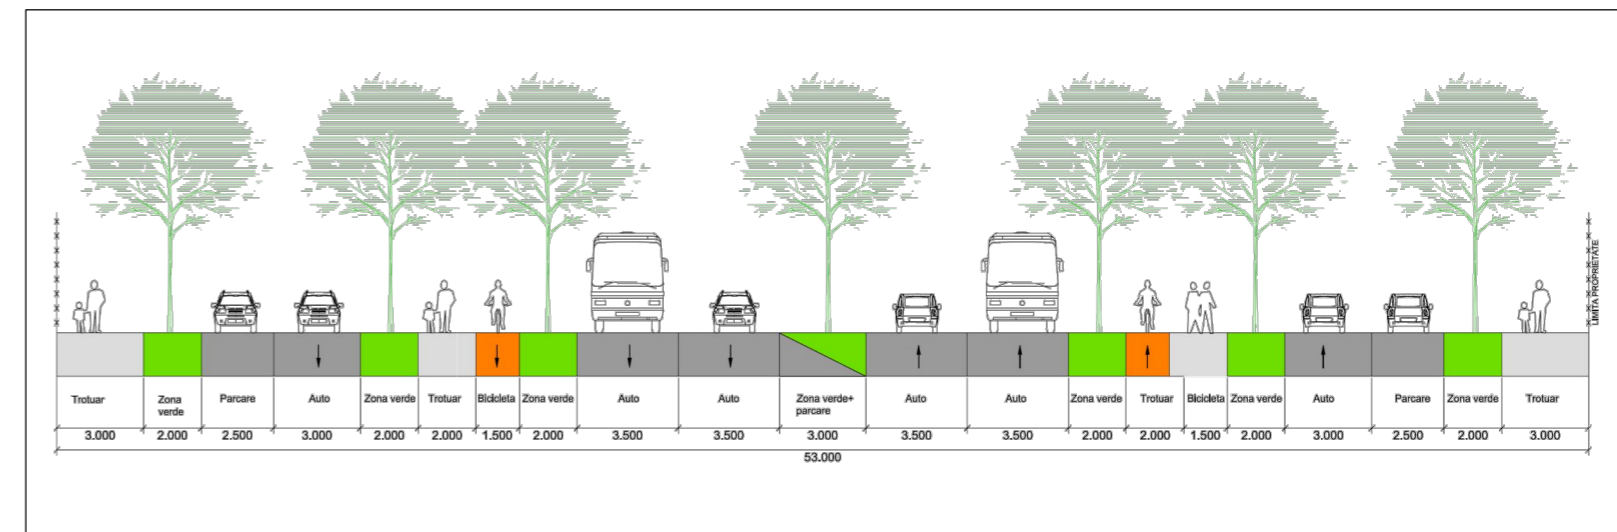 LIMITA PROPRIETATE
Trotuar
Zona
verde
Parcare
Auto
Zona verde
Trotuar
Bicicleta
Zona verde
Auto
Auto
Zona verde+
parcare
Auto
Auto
Zona verde
Trotuar
Bicicleta
Zona verde
Auto
Parcare
Zona verde
Trotuar
3.000 2.000 2.500 3.000 2.000 2.000 1.500 2.000 3.500 3.500 3.000 3.500 3.500 2.000 2.000 1.500 2.000 3.000 2.500 2.000 3.000
53.000